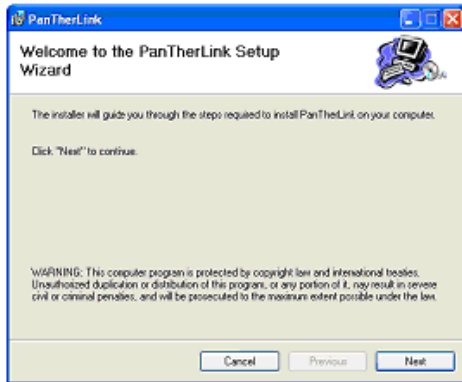 PanTherLink
Welcome to the PanTherLink Setup
Wizard
The installer will guide you through the steps required to install PanTherLink on your computer.
Click "Next" to continue.
WARNING: This computer program is protected by copyright law and international treaties.
Unauthorized duplication or distribution of this program, or any portion of it, may result in severe
civil or criminal penalties, and will be prosecuted to the maximum extent possible under the law.
Cancel
Previous
Next